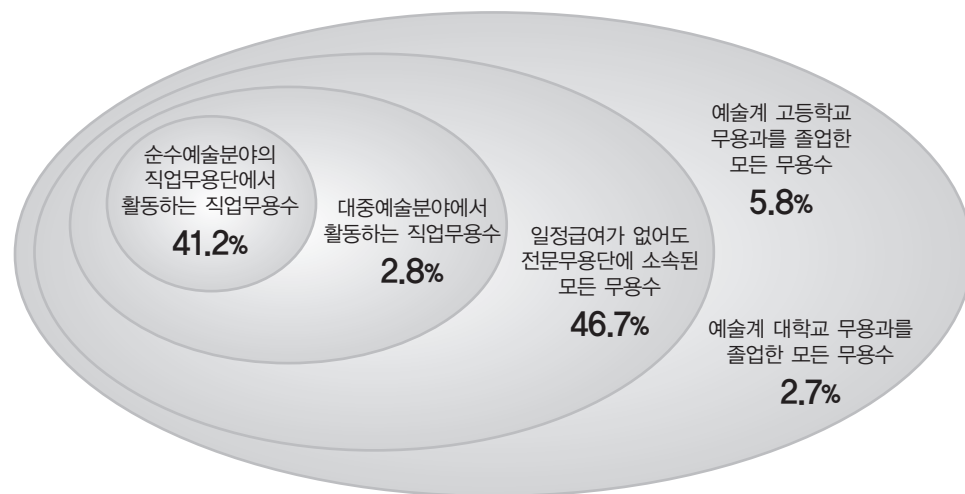 순수예술분야의
직업무용단에서
활동하는 직업무용수
41.2%
대중예술분야에서
활동하는 직업무용수
2.8%
일정급여가 없어도
전문무용단에 소속된
모든 무용수
46.7%
예술계 고등학교
무용과를 졸업한
모든 무용수
5.8%
예술계 대학교 무용과를
졸업한 모든 무용수
2.7%